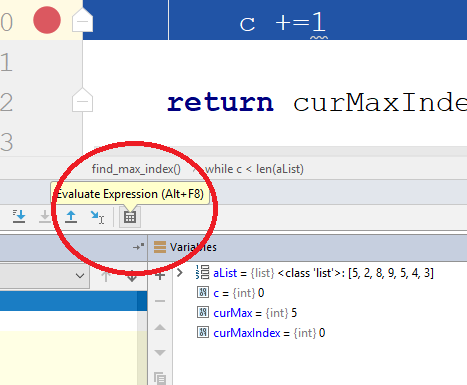 0 c +=1
1
2 return curMaxInde
3
find_max_index() › while c < len(aList)
Evaluate Expression (Alt+F8)
Variables
aList = {list} <class 'list'>: [5, 2, 8, 9, 5, 4, 3]
c = {int} 0
curMax = {int} 5
curMaxIndex = {int} 0